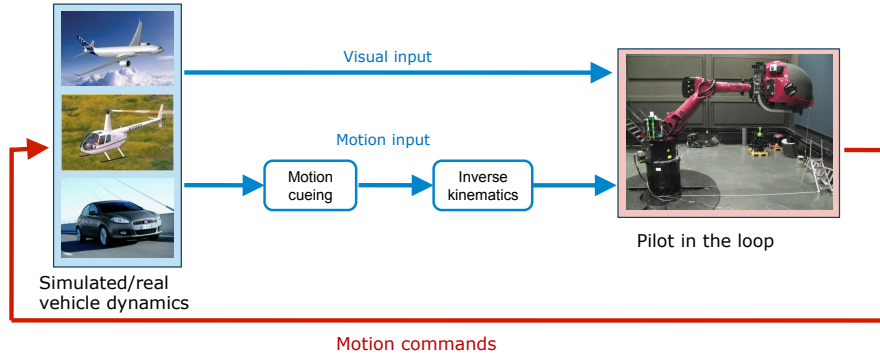 Visual input
Motion input
Motion
cueing
Inverse
kinematics
Simulated/real
vehicle dynamics
Pilot in the loop
Motion commands